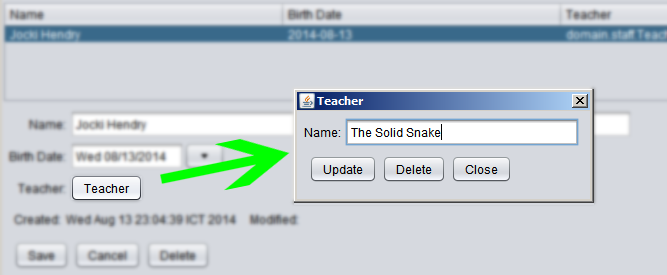 Name Birth Date Teacher
Jocki Hendry 2014-08-13 domain.staff.Teac
Teacher
Name: Jocki Hendry
Name: The Solid Snake
Birth Date: Wed 08/13/2014
Update Delete Close
Teacher: Teacher
Created: Wed Aug 13 23:04:39 ICT 2014 Modified:
Save Cancel Delete